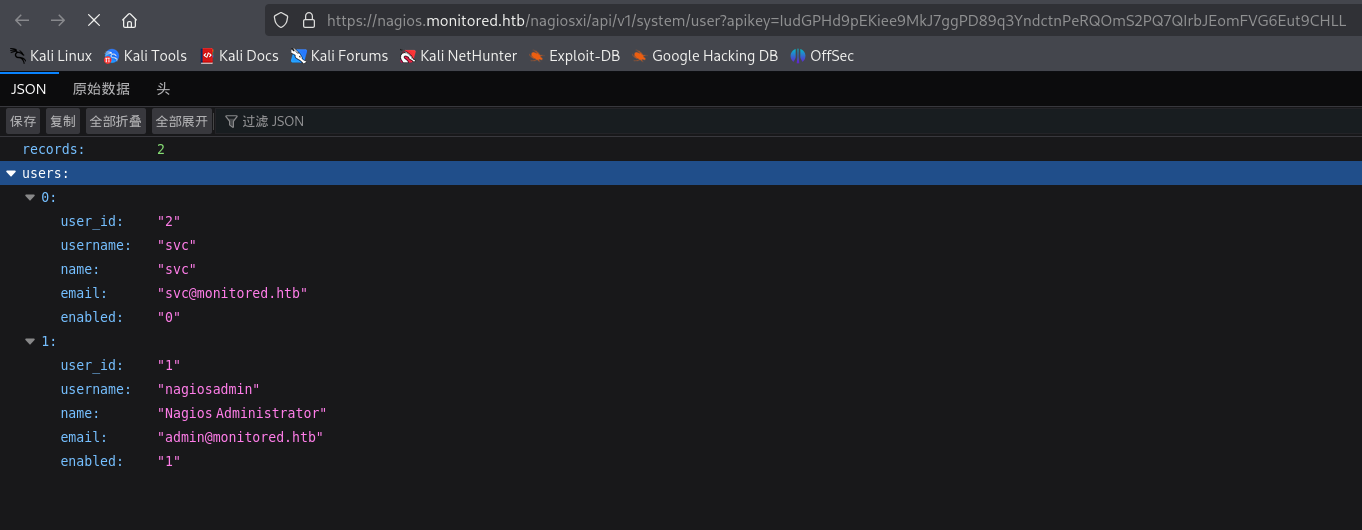 https://nagios.monitored.htb/nagiosxi/api/v1/system/user?apikey=IudGPHd9pEKiee9MkJ7ggPD89q3YndctnPeRQOmS2PQ7QIrbJEomFVG6Eut9CHLL
Kali Linux Kali Tools Kali Docs Kali Forums Kali NetHunter Exploit-DB Google Hacking DB OffSec
JSON 原始数据 头
保存 复制 全部折叠 全部展开 过滤 JSON
records: 2
users:
0:
user_id: "2"
username: "svc"
name: "svc"
email: "svc@monitored.htb"
enabled: "0"
1:
user_id: "1"
username: "nagiosadmin"
name: "Nagios Administrator"
email: "admin@monitored.htb"
enabled: "1"